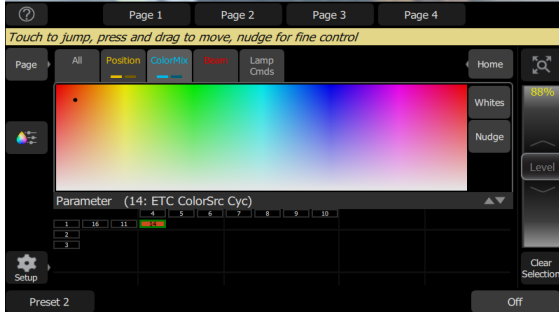 ?
Page 1 Page 2 Page 3 Page 4
Touch to jump, press and drag to move, nudge for fine control
Page All Position ColorMix Beam Lamp Cmds Home
88%
Whites
Nudge
Level
Parameter (14: ETC ColorSrc Cyc)
4 5 6 7 8 9 10
1 16 11 14
2
3
Setup
Clear Selection
Preset 2 Off